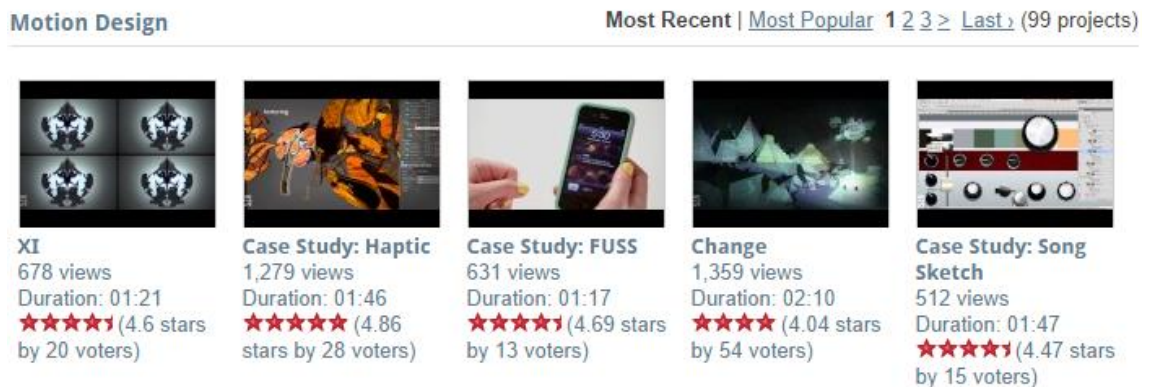 Motion Design
Most Recent | Most Popular 1 2 3 > Last › (99 projects)
XI
678 views
Duration: 01:21
(4.6 stars
by 20 voters)
Case Study: Haptic
1,279 views
Duration: 01:46
(4.86
stars by 28 voters)
Case Study: FUSS
631 views
Duration: 01:17
(4.69 stars
by 13 voters)
Change
1,359 views
Duration: 02:10
(4.04 stars
by 54 voters)
Case Study: Song
Sketch
512 views
Duration: 01:47
(4.47 stars
by 15 voters)